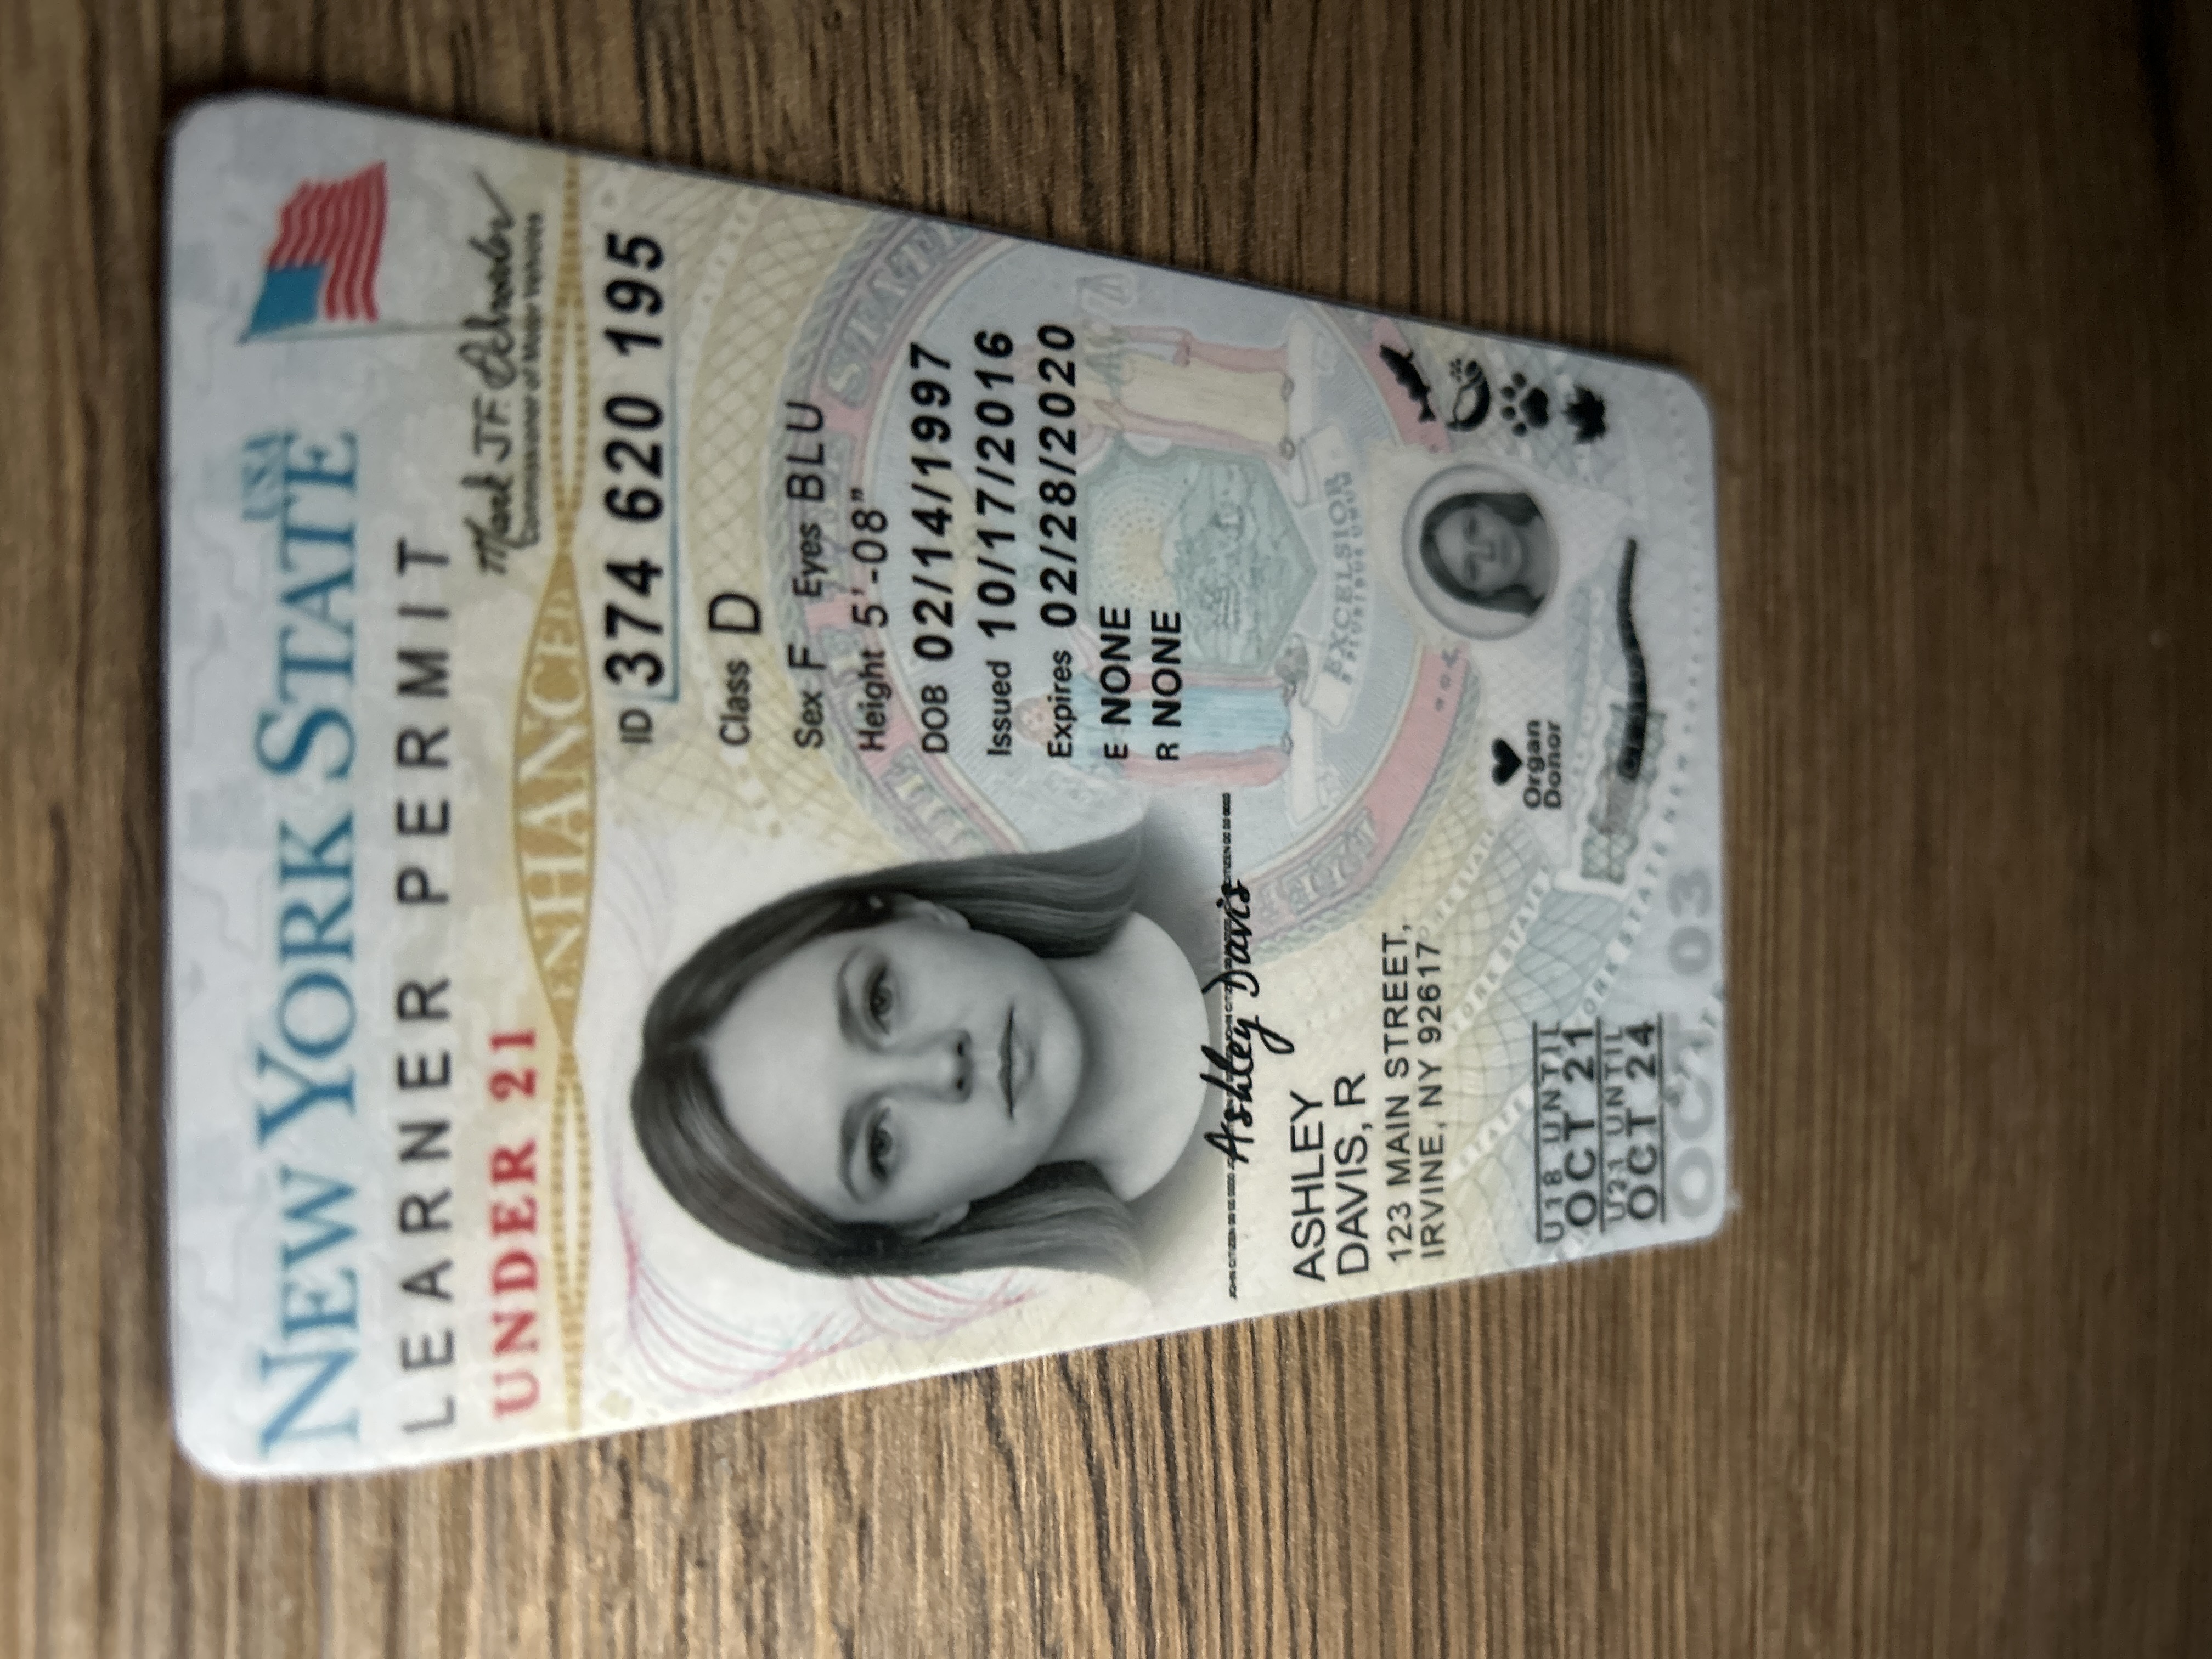 NEW YORK STATE
USA
LEARNER PERMIT
UNDER 21
Commissioner of Motor Vehicles
ENHANCED
ID 374 620 195
Class D
Sex F Eyes BLU
Height 5'-08"
DOB 02/14/1997
Issued 10/17/2016
Expires 02/28/2020
E NONE
R NONE
Ashley Davis
ASHLEY
DAVIS, R
123 MAIN STREET,
IRVINE, NY 92617
EXCELSIOR
E PLURIBUS UNUM
Organ
Donor
U18 UNTIL
OCT 21
U21 UNTIL
OCT 24
OCT 03